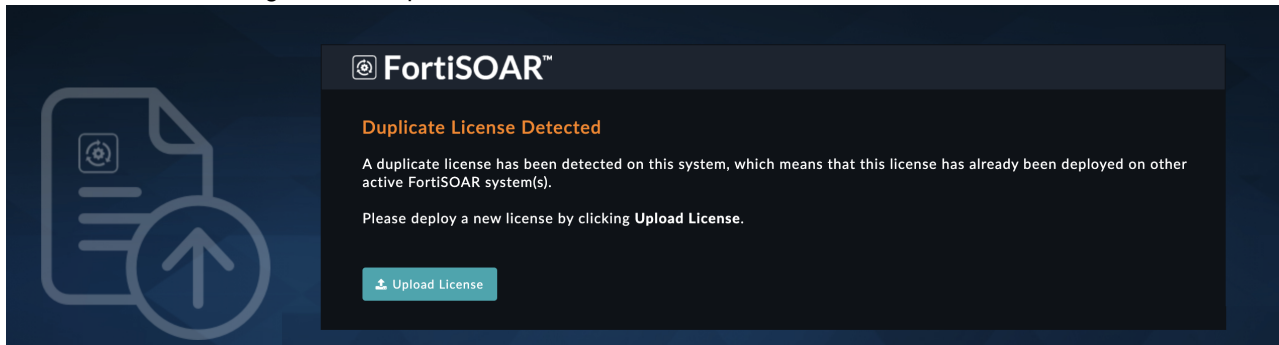 FortiSOAR™
Duplicate License Detected
A duplicate license has been detected on this system, which means that this license has already been deployed on other
active FortiSOAR system(s).
Please deploy a new license by clicking Upload License.
Upload License